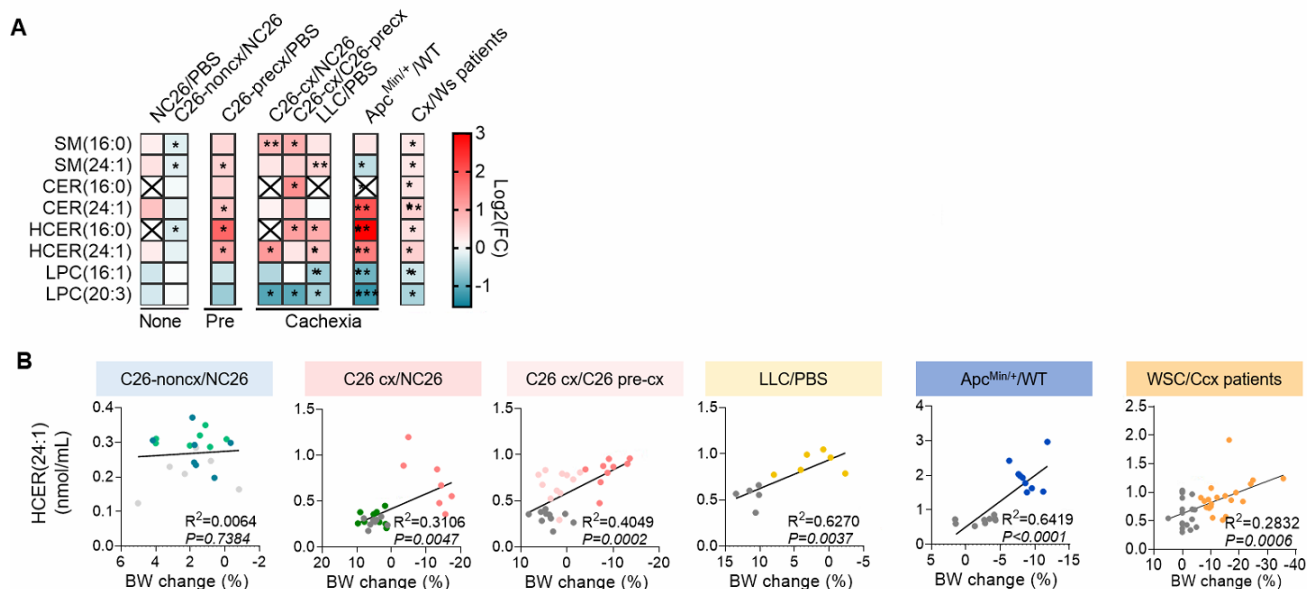 A
NC26/PBS
C26-noncx/NC26
C26-precx/PBS
C26-cx/NC26
C26-cx/C26-precx
LLC/PBS
Apc^Min/+/WT
Cx/Ws patients
SM(16:0) ** * *
SM(24:1) * * ** * *
CER(16:0) * * *
CER(24:1) * ** **
HCER(16:0) * * * * ** *
HCER(24:1) * * * ** *
LPC(16:1) ** ** **
LPC(20:3) * * * *** *
3
2
1
0
-1
Log2(FC)
None Pre Cachexia
B
C26-noncx/NC26
C26 cx/NC26
C26 cx/C26 pre-cx
LLC/PBS
Apc^Min/+/WT
WSC/Ccx patients
HCER(24:1)
(nmol/mL)
0.4
0.3
0.2
0.1
0.0
R²=0.0064
P=0.7384
6 4 2 0 -2
BW change (%)
1.5
1.0
0.5
0.0
R²=0.3106
P=0.0047
20 10 0 -10 -20
BW change (%)
1.5
1.0
0.5
0.0
R²=0.4049
P=0.0002
10 0 -10 -20
BW change (%)
1.5
1.0
0.5
0.0
R²=0.6270
P=0.0037
15 10 5 0 -5
BW change (%)
4
3
2
1
0
R²=0.6419
P<0.0001
5 0 -5 -10 -15
BW change (%)
2.5
2.0
1.5
1.0
0.5
0.0
R²=0.2832
P=0.0006
10 0 -10 -20 -30 -40
BW change (%)